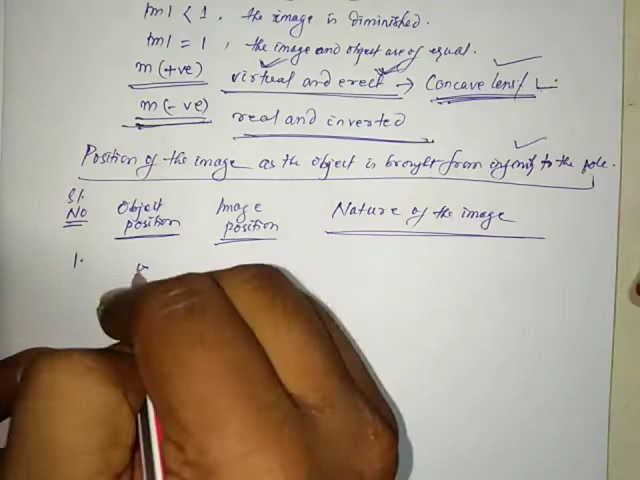 |m| < 1, the image is diminished.
|m| = 1, the image and object are of equal.
m (+ve) virtual and erect → Concave lens/
m (-ve) real and inverted
Position of the image as the object is brought from infinity to the pole.
Sl. No Object position Image position Nature of the image
1.